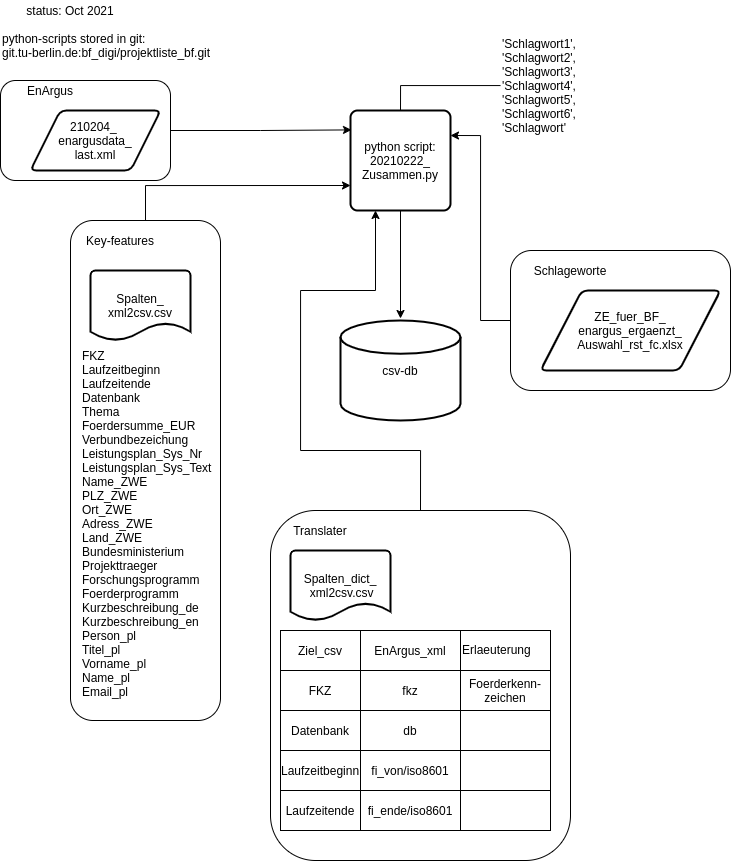 status: Oct 2021
python-scripts stored in git:
git.tu-berlin.de:bf_digi/projektliste_bf.git
EnArgus
210204_
enargusdata_
last.xml
python script:
20210222_
Zusammen.py
'Schlagwort1',
'Schlagwort2',
'Schlagwort3',
'Schlagwort4',
'Schlagwort5',
'Schlagwort6',
'Schlagwort'
Key-features
Spalten_
xml2csv.csv
FKZ
Laufzeitbeginn
Laufzeitende
Datenbank
Thema
Foerdersumme_EUR
Verbundbezeichung
Leistungsplan_Sys_Nr
Leistungsplan_Sys_Text
Name_ZWE
PLZ_ZWE
Ort_ZWE
Adress_ZWE
Land_ZWE
Bundesministerium
Projekttraeger
Forschungsprogramm
Foerderprogramm
Kurzbeschreibung_de
Kurzbeschreibung_en
Person_pl
Titel_pl
Vorname_pl
Name_pl
Email_pl
csv-db
Schlageworte
ZE_fuer_BF_
enargus_ergaenzt_
Auswahl_rst_fc.xlsx
Translater
Spalten_dict_
xml2csv.csv
Ziel_csv EnArgus_xml Erlaeuterung
FKZ fkz Foerderkenn-
zeichen
Datenbank db
Laufzeitbeginn fi_von/iso8601
Laufzeitende fi_ende/iso8601